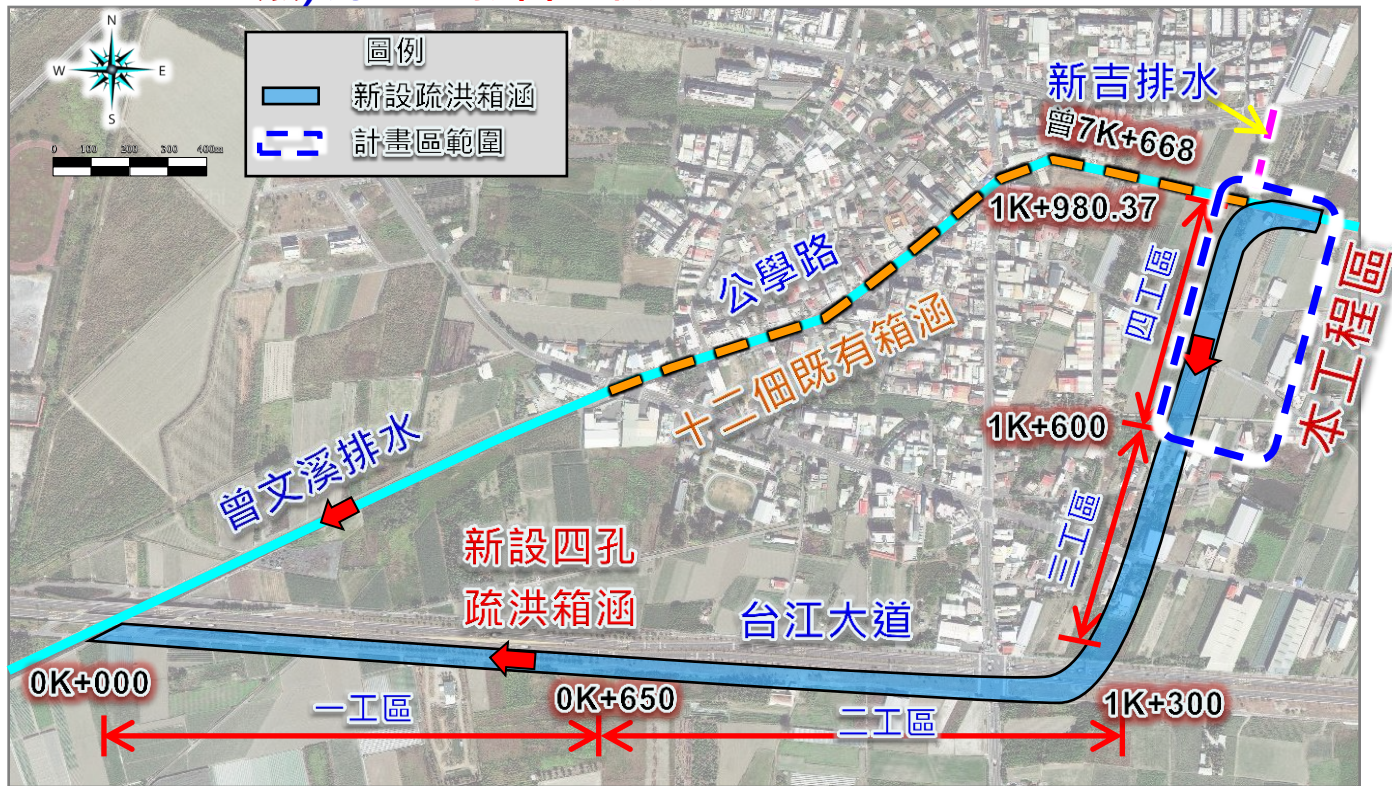 N
W
E
S
0 100 200 300 400m
圖例
新設疏洪箱涵
計畫區範圍
新吉排水
曾7K+668
1K+980.37
公學路
四工區
本工程區
十二佃既有箱涵
1K+600
曾文溪排水
三工區
新設四孔
疏洪箱涵
台江大道
0K+000
一工區
0K+650
二工區
1K+300